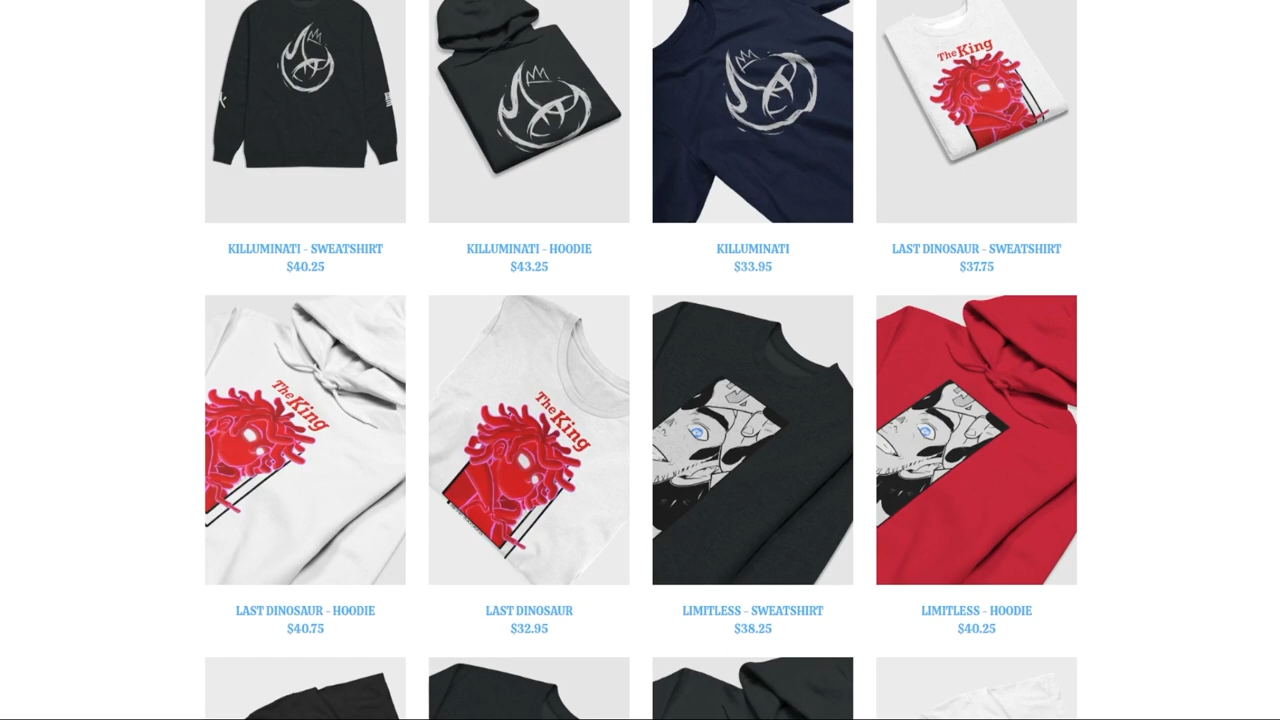 The King
KILLUMINATI - SWEATSHIRT
$40.25
KILLUMINATI - HOODIE
$43.25
KILLUMINATI
$33.95
LAST DINOSAUR - SWEATSHIRT
$37.75
The King
The King
LAST DINOSAUR - HOODIE
$40.75
LAST DINOSAUR
$32.95
LIMITLESS - SWEATSHIRT
$38.25
LIMITLESS - HOODIE
$40.25